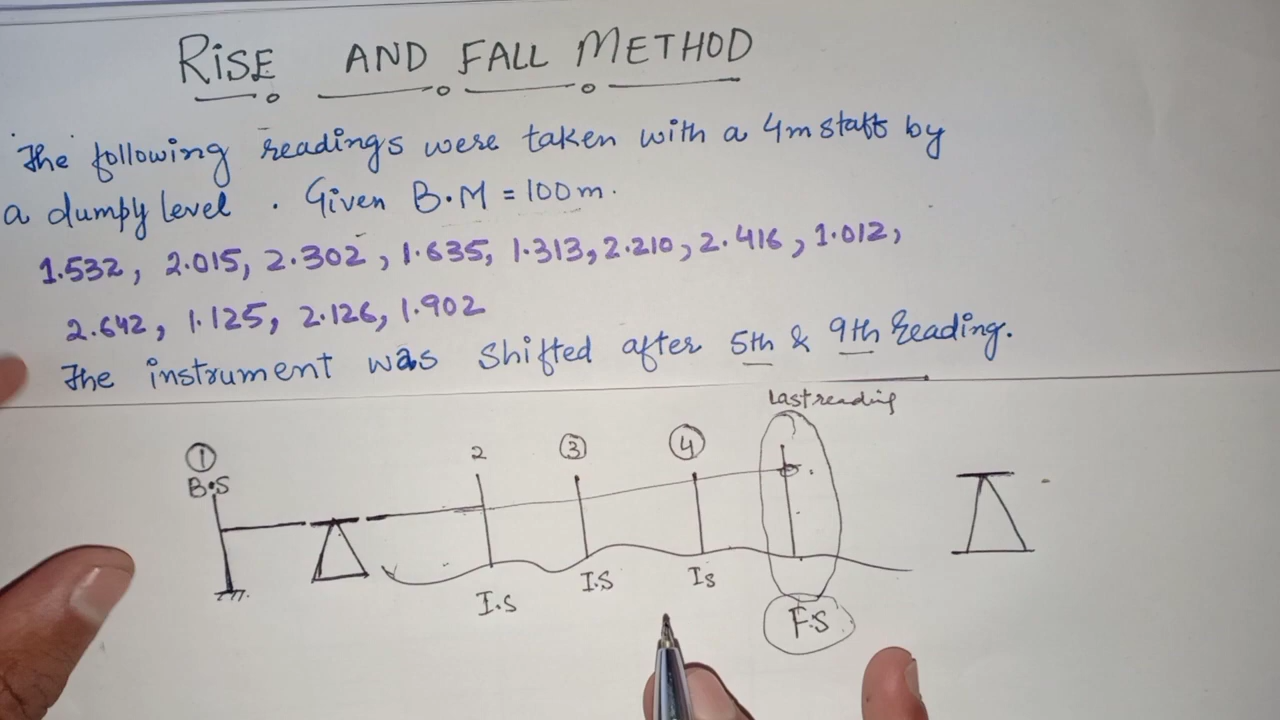 RiSE AND FALL METHOD
The following readings were taken with a 4m staff by
a dumpy level . Given B.M = 100m.
1.532, 2.015, 2.302, 1.635, 1.313, 2.210, 2.416, 1.012,
2.642, 1.125, 2.126, 1.902
The instrument was shifted after 5th & 9th Reading.
Last reading
1 2 3 4
B.S
I.S I.S Is F.S